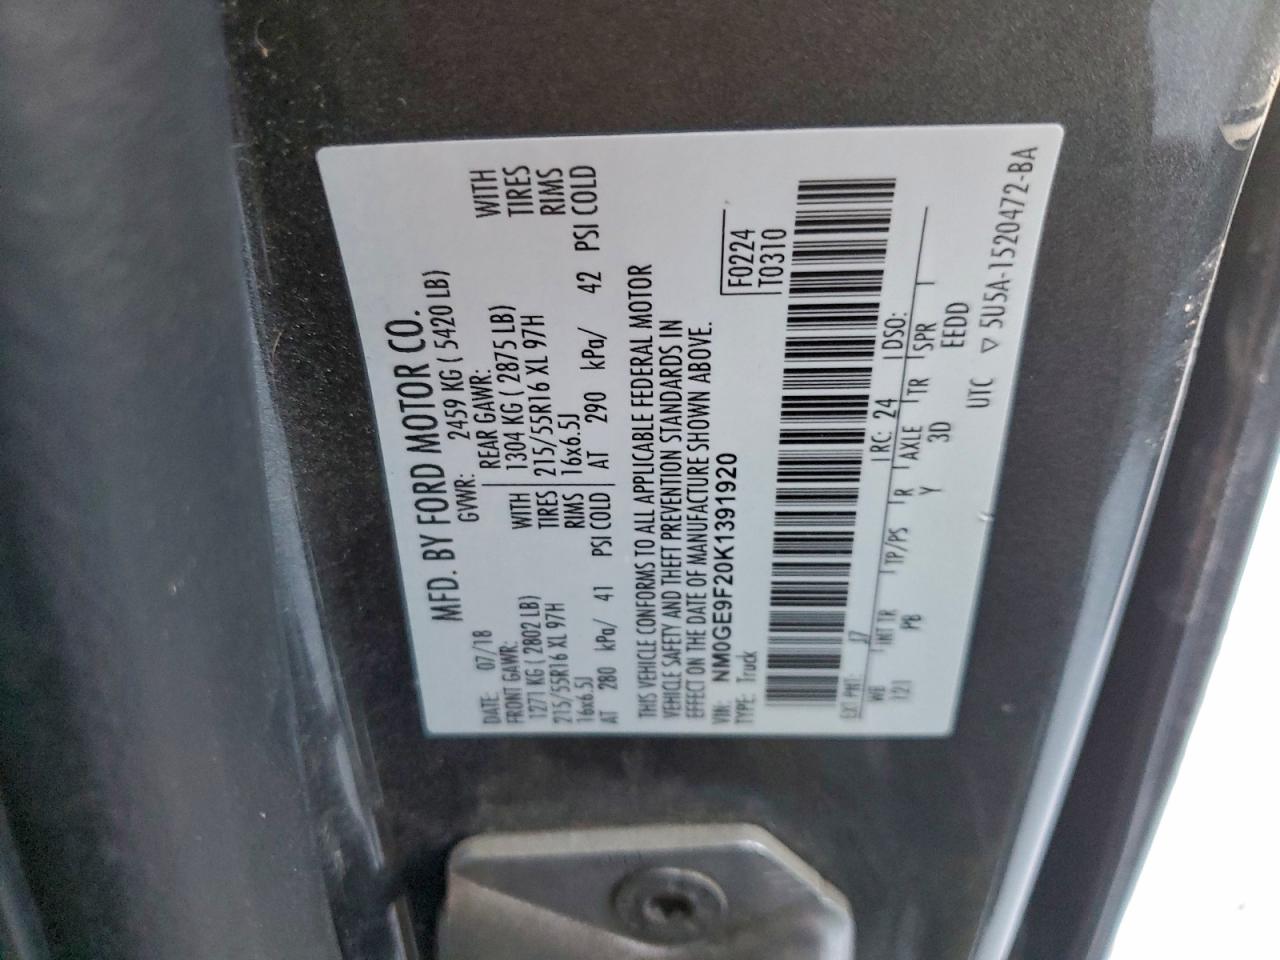 MFD. BY FORD MOTOR CO.
DATE: 07/18 GVWR: 2459 KG ( 5420 LB)
FRONT GAWR: REAR GAWR:
1271 KG ( 2802 LB) WITH 1304 KG ( 2875 LB) WITH
215/55R16 XL 97H TIRES 215/55R16 XL 97H TIRES
16x6.5J RIMS 16x6.5J RIMS
AT 280 kPa/ 41 PSI COLD AT 290 kPa/ 42 PSI COLD
THIS VEHICLE CONFORMS TO ALL APPLICABLE FEDERAL MOTOR
VEHICLE SAFETY AND THEFT PREVENTION STANDARDS IN
EFFECT ON THE DATE OF MANUFACTURE SHOWN ABOVE.
VIN: NM0GE9F20K1391920 F0224
TYPE: Truck T0310
EXT PNT: J7 RC: 24 DSO:
WB INT TR TP/PS R AXLE TR SPR
121 PB Y 3D EEDD
UTC ▽ 5U5A-1520472-BA